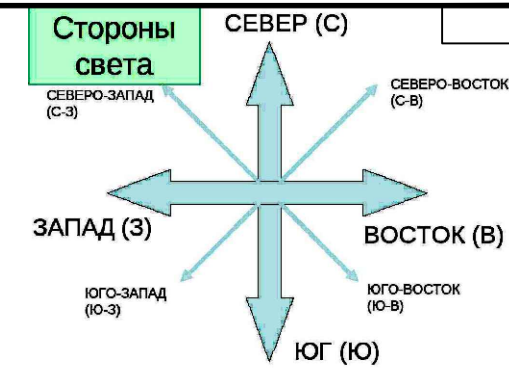 Стороны
света
СЕВЕР (С)
СЕВЕРО-ЗАПАД
(С-З)
СЕВЕРО-ВОСТОК
(С-В)
ЗАПАД (З)
ВОСТОК (В)
ЮГО-ЗАПАД
(Ю-З)
ЮГО-ВОСТОК
(Ю-В)
ЮГ (Ю)